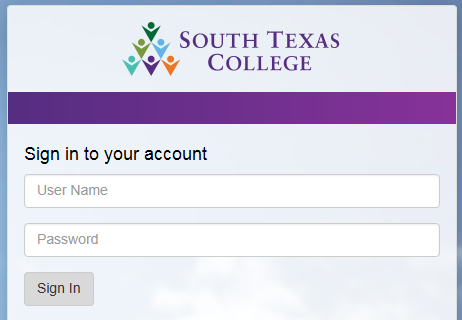 SOUTH TEXAS
COLLEGE
Sign in to your account
User Name
Password
Sign In